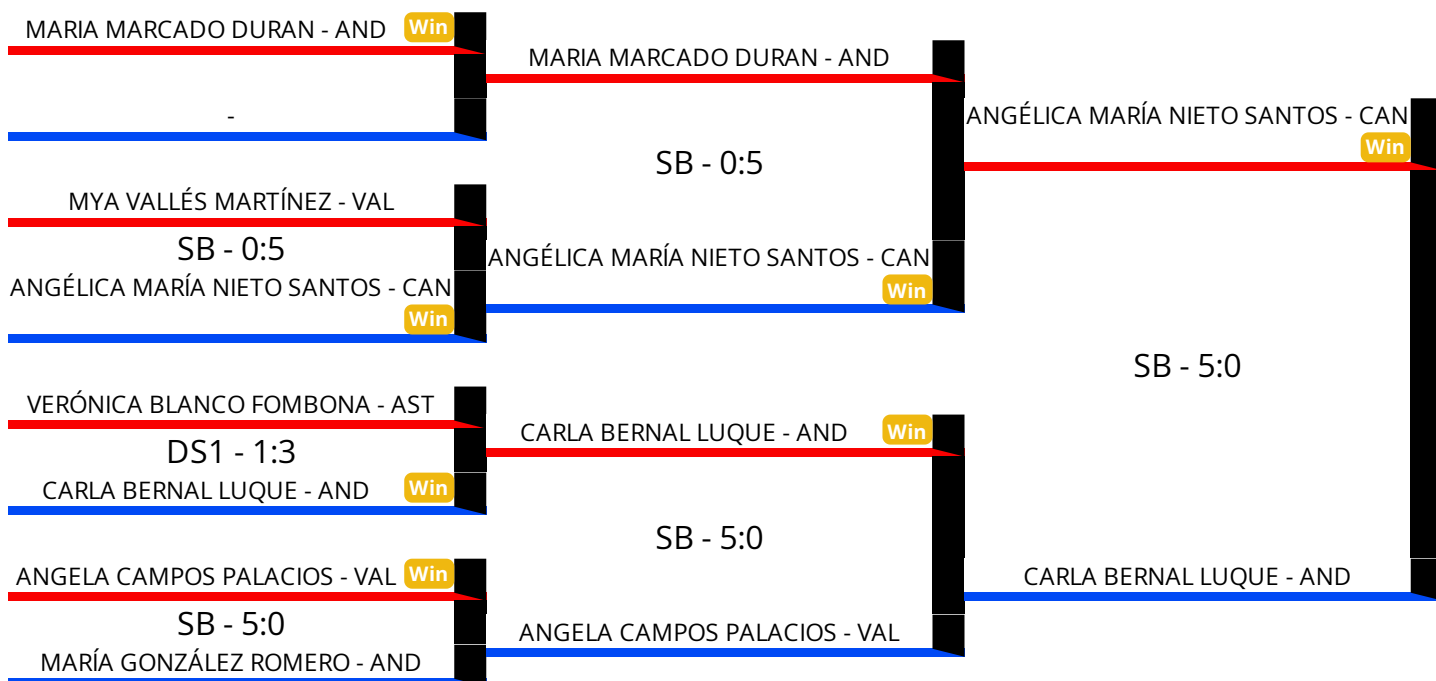 MARIA MARCADO DURAN - AND Win
-
MYA VALLÉS MARTÍNEZ - VAL
SB - 0:5
ANGÉLICA MARÍA NIETO SANTOS - CAN
Win
VERÓNICA BLANCO FOMBONA - AST
DS1 - 1:3
CARLA BERNAL LUQUE - AND Win
ANGELA CAMPOS PALACIOS - VAL Win
SB - 5:0
MARÍA GONZÁLEZ ROMERO - AND
MARIA MARCADO DURAN - AND
SB - 0:5
ANGÉLICA MARÍA NIETO SANTOS - CAN
Win
CARLA BERNAL LUQUE - AND Win
SB - 5:0
ANGELA CAMPOS PALACIOS - VAL
ANGÉLICA MARÍA NIETO SANTOS - CAN
Win
SB - 5:0
CARLA BERNAL LUQUE - AND